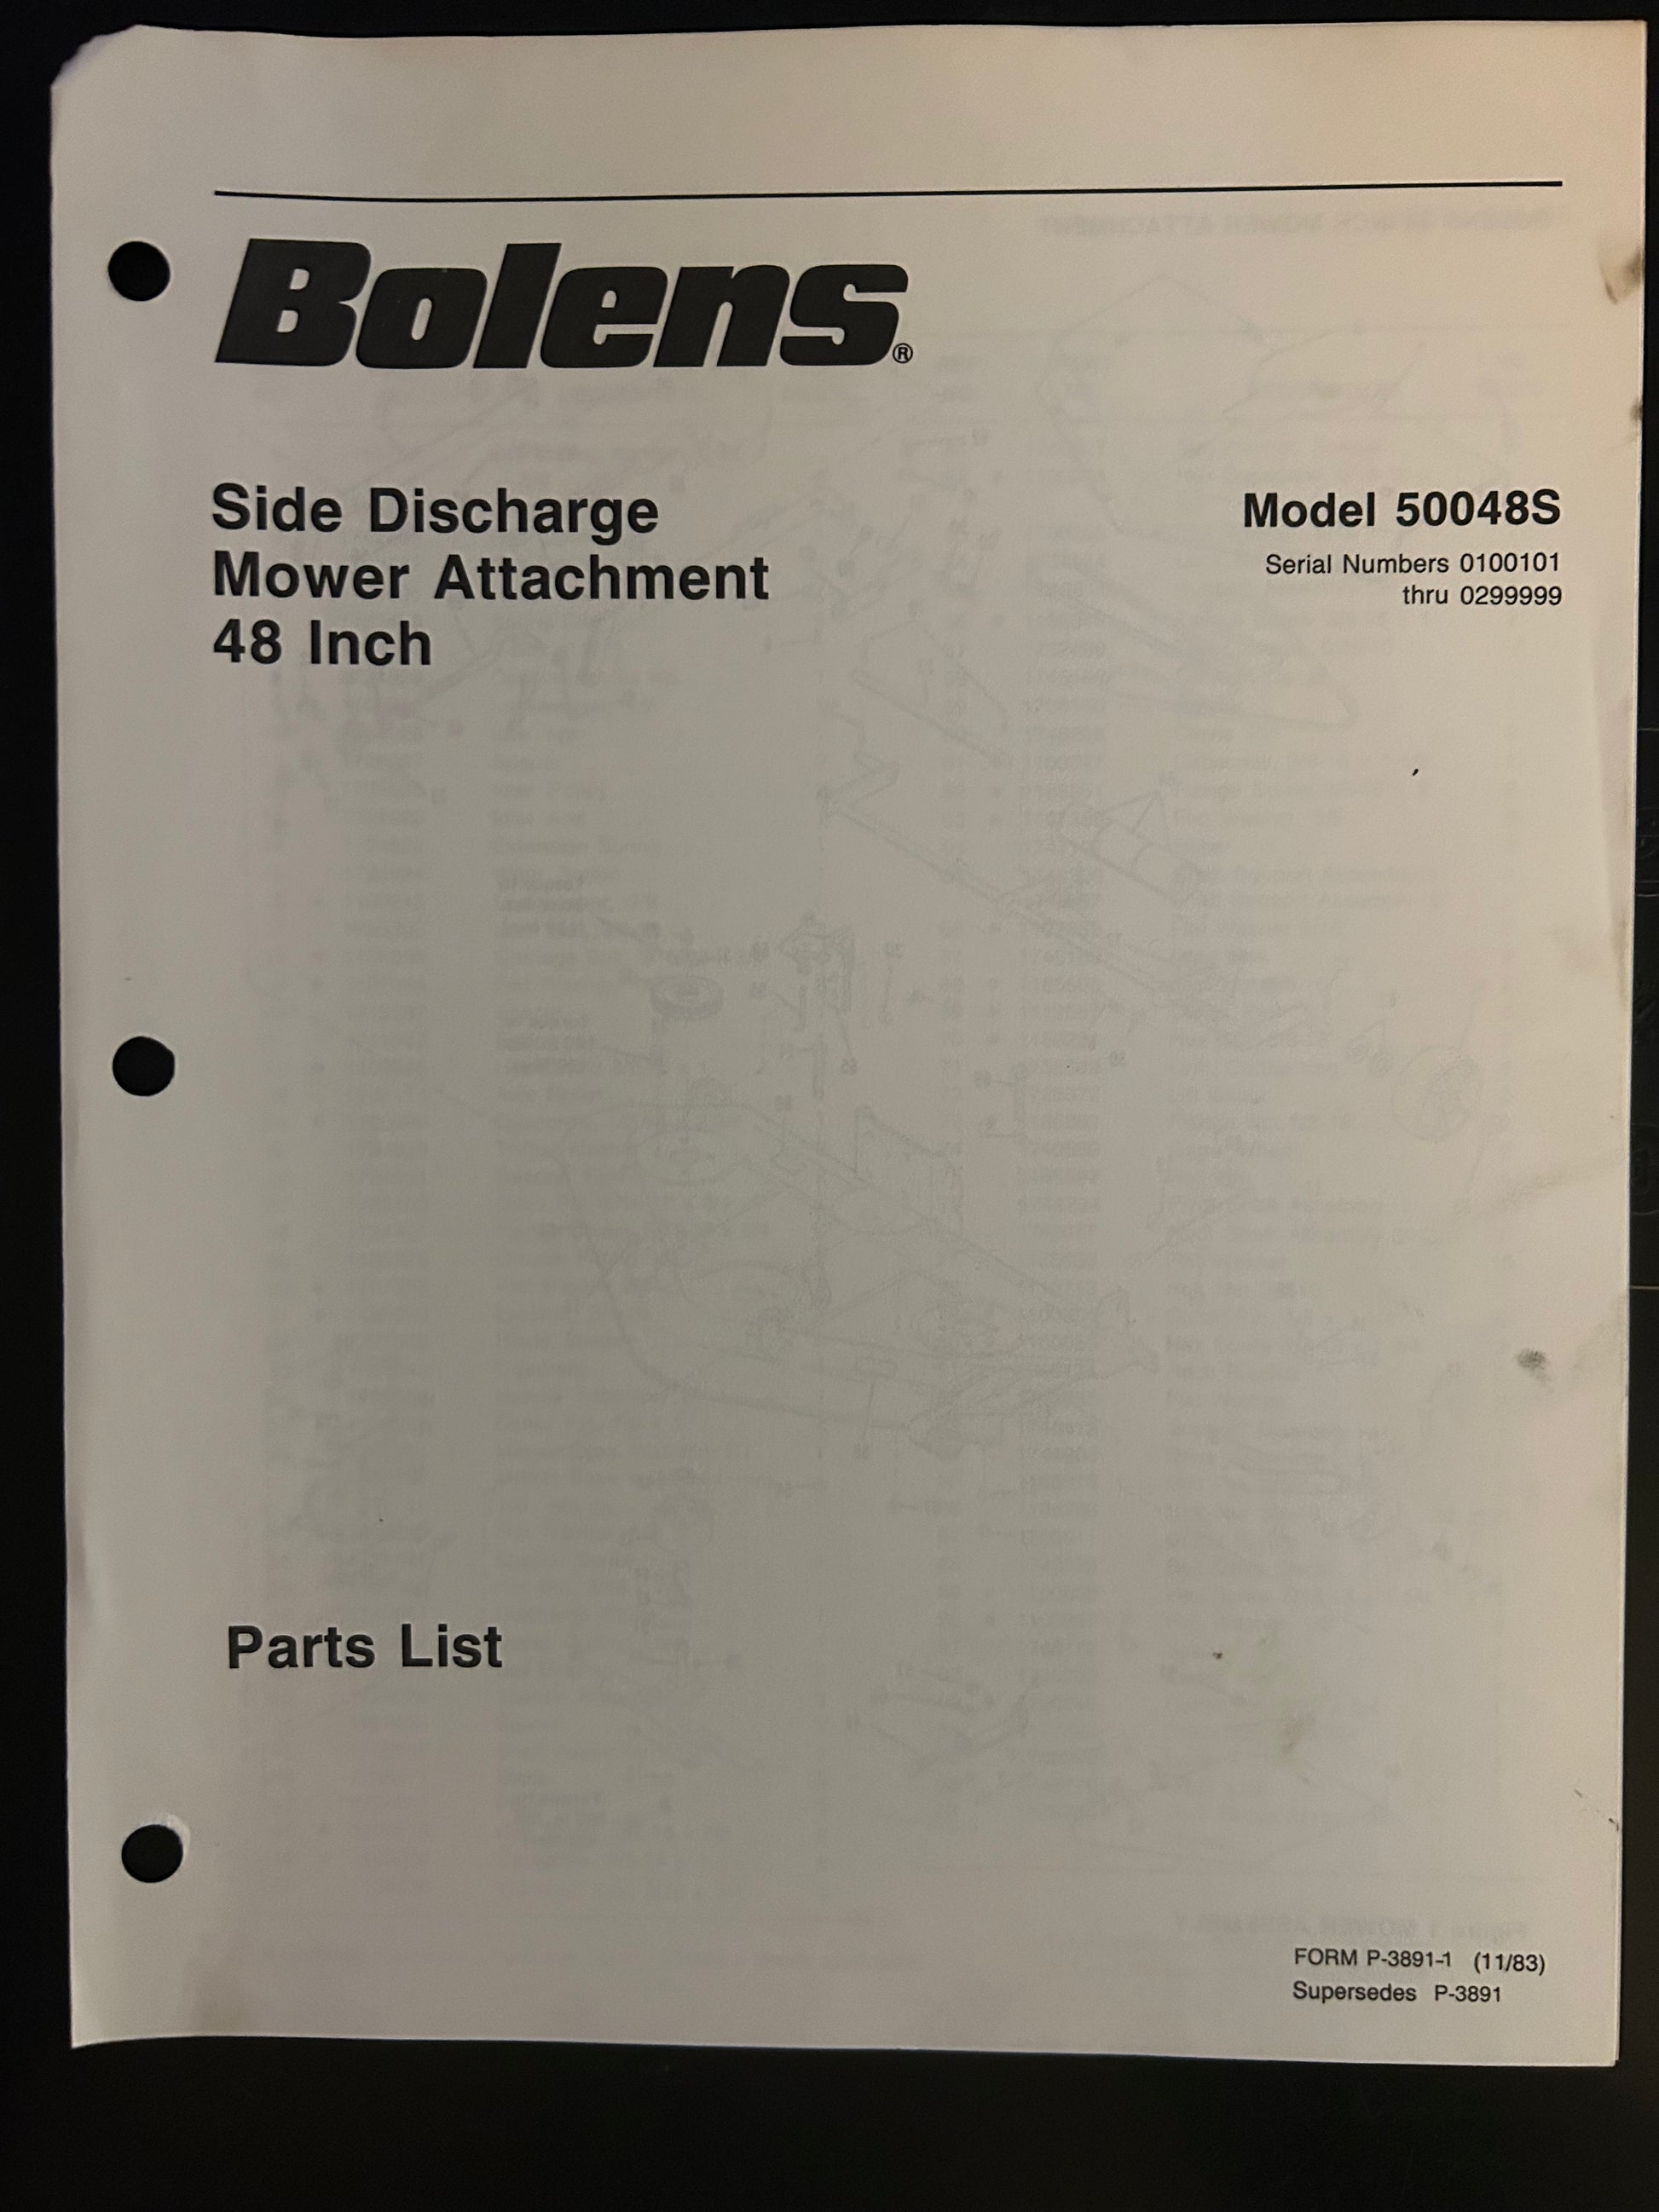 Bolens®
Side Discharge
Mower Attachment
48 Inch
Model 50048S
Serial Numbers 0100101
thru 0299999
Parts List
FORM P-3891-1 (11/83)
Supersedes P-3891